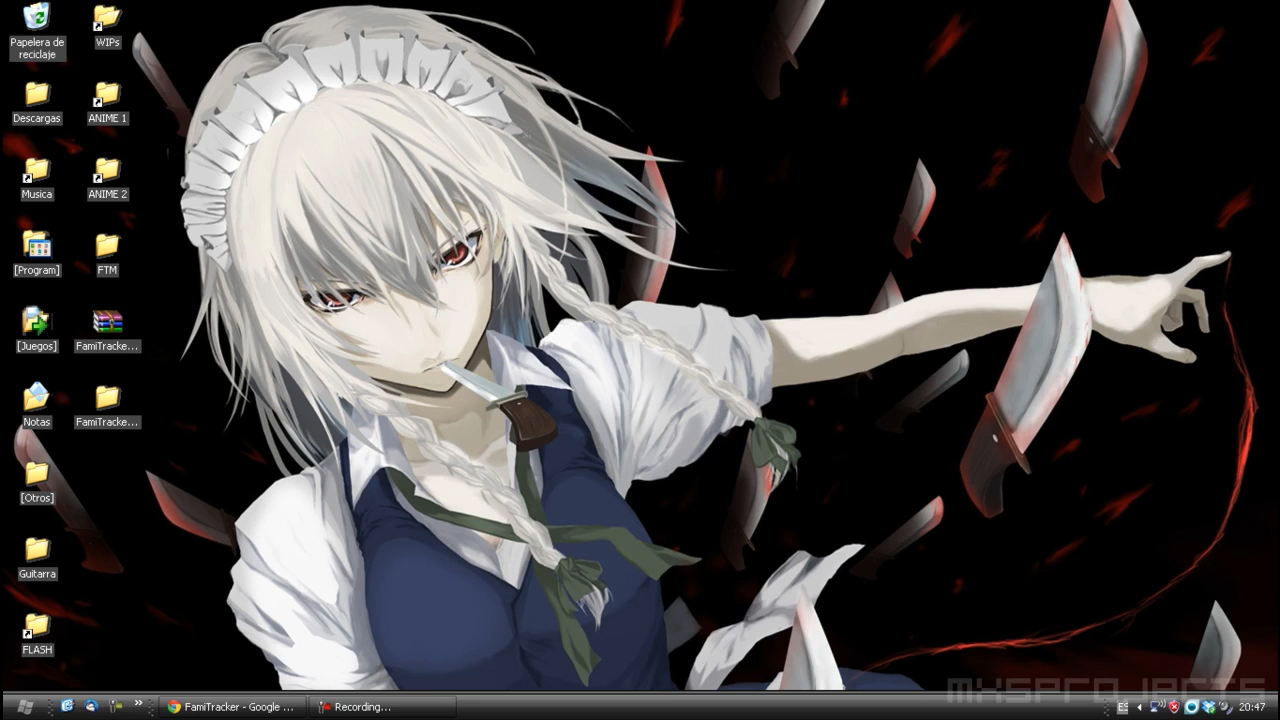 Papelera de
reciclaje
WIPs
Descargas
ANIME 1
Musica
ANIME 2
[Program]
FTM
[Juegos]
FamiTracke...
Notas
FamiTracke...
[Otros]
Guitarra
FLASH
mxsprojects
FamiTracker - Google ...
Recording...
ES
20:47